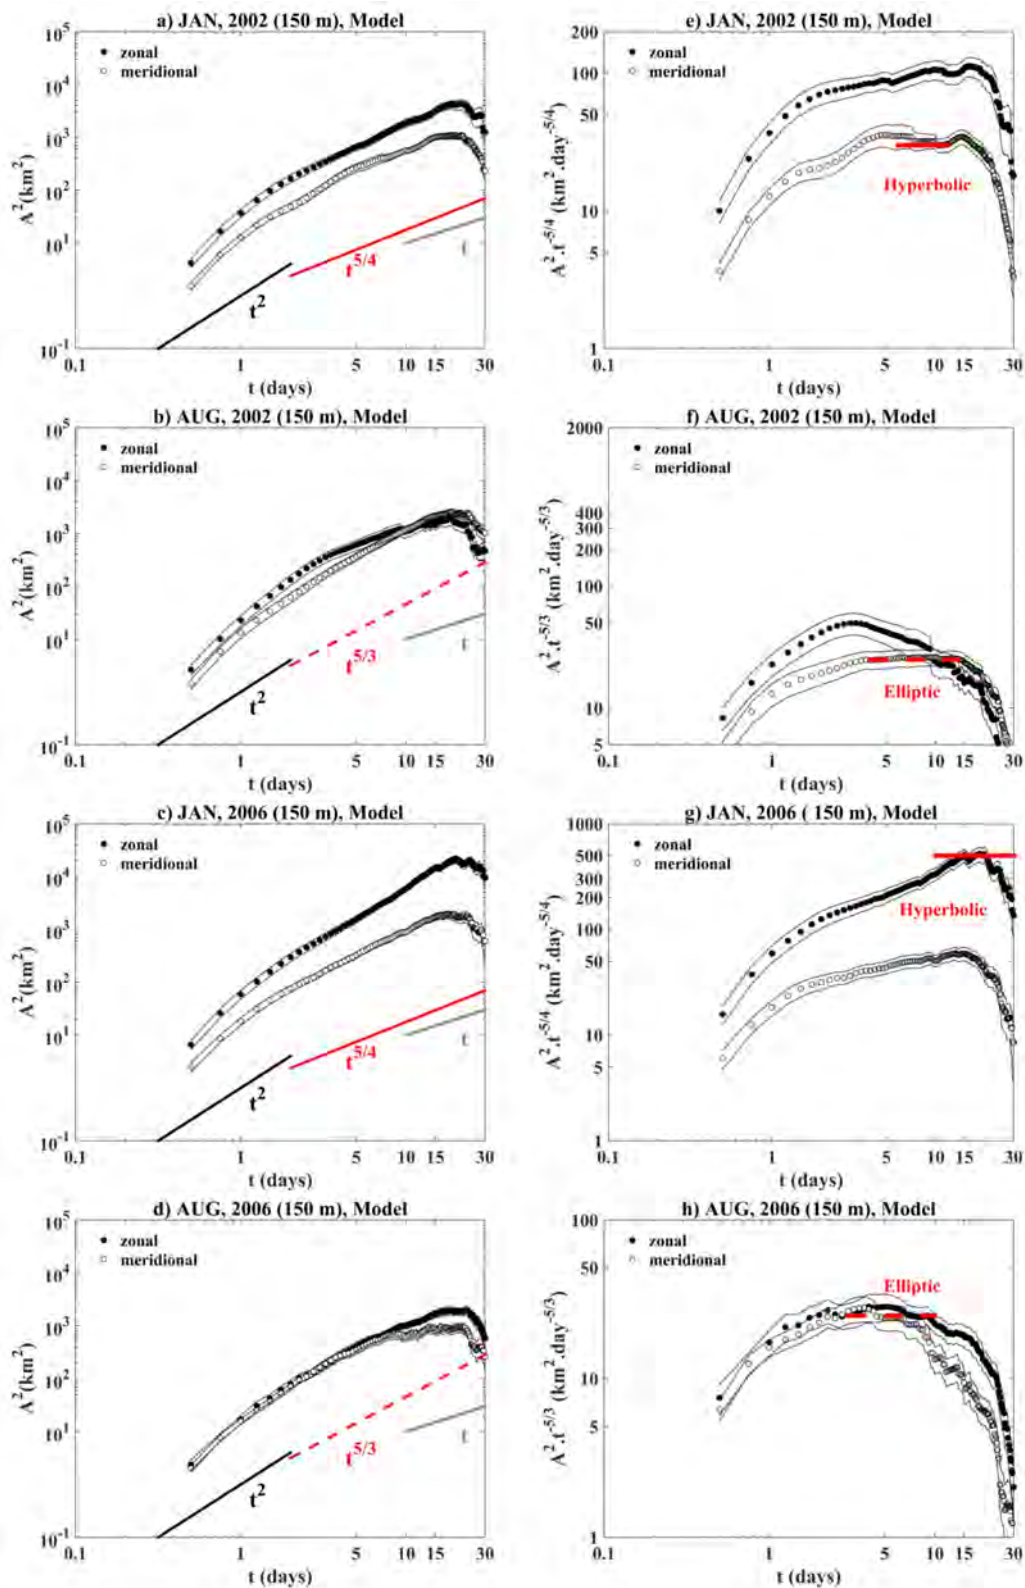 a) JAN, 2002 (150 m), Model
10^5
10^4
10^3
10^2
10^1
10^-1
A^2(km^2)
zonal
meridional
t^2
t^5/4
t
0.1 1 5 10 15 30
t (days)
e) JAN, 2002 (150 m), Model
200
100
50
10
5
1
A^2.t^-5/4 (km^2.day^-5/4)
zonal
meridional
Hyperbolic
0.1 1 5 10 15 30
t (days)
b) AUG, 2002 (150 m), Model
10^5
10^4
10^3
10^2
10^1
10^-1
A^2(km^2)
zonal
meridional
t^2
t^5/3
t
0.1 1 5 10 15 30
t (days)
f) AUG, 2002 (150 m), Model
2000
400
300
100
50
10
5
A^2.t^-5/3 (km^2.day^-5/3)
zonal
meridional
Elliptic
0.1 1 5 10 15 30
t (days)
c) JAN, 2006 (150 m), Model
10^5
10^4
10^3
10^2
10^1
10^-1
A^2(km^2)
zonal
meridional
t^2
t^5/4
t
0.1 1 5 10 15 30
t (days)
g) JAN, 2006 ( 150 m), Model
1000
500
300
200
100
50
10
5
1
A^2.t^-5/4 (km^2.day^-5/4)
zonal
meridional
Hyperbolic
0.1 1 5 10 15 30
t (days)
d) AUG, 2006 (150 m), Model
10^5
10^4
10^3
10^2
10^1
10^-1
A^2(km^2)
zonal
meridional
t^2
t^5/3
t
0.1 1 5 10 15 30
t (days)
h) AUG, 2006 (150 m), Model
100
50
10
5
1
A^2.t^-5/3 (km^2.day^-5/3)
zonal
meridional
Elliptic
0.1 1 5 10 15 30
t (days)